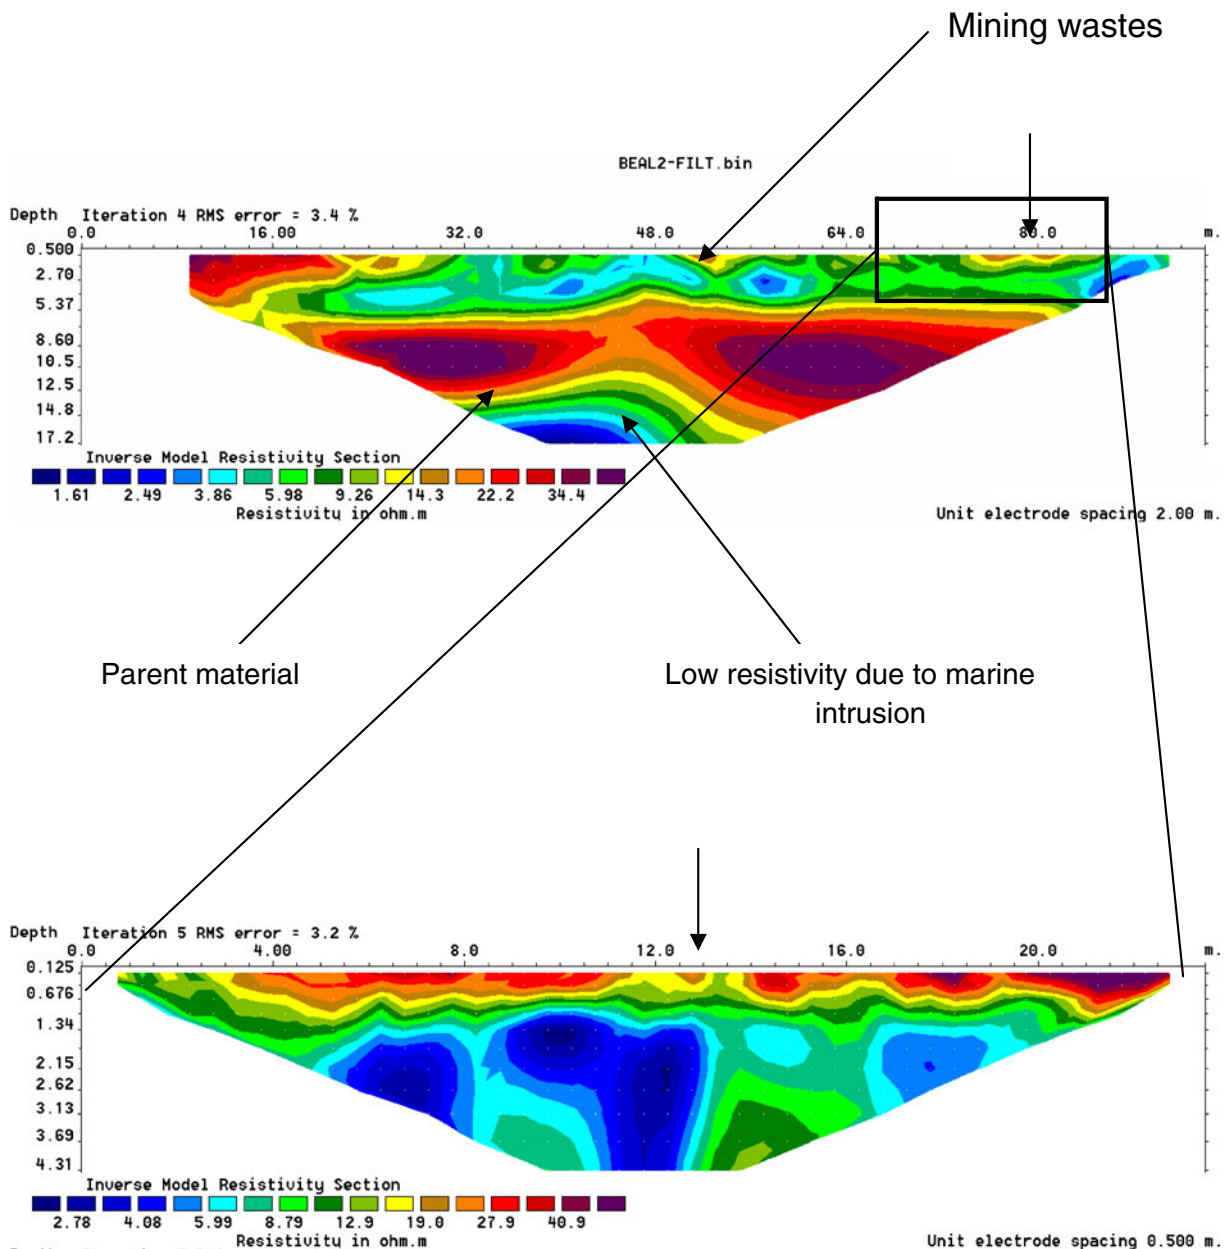 Mining wastes
BEAL2-FILT.bin
Depth Iteration 4 RMS error = 3.4 %
0.0 16.00 32.0 48.0 64.0 80.0 m.
0.500
2.70
5.37
8.60
10.5
12.5
14.8
17.2
Inverse Model Resistivity Section
1.61 2.49 3.86 5.98 9.26 14.3 22.2 34.4
Resistivity in ohm.m Unit electrode spacing 2.00 m.
Parent material
Low resistivity due to marine
intrusion
Depth Iteration 5 RMS error = 3.2 %
0.0 4.00 8.0 12.0 16.0 20.0 m.
0.125
0.676
1.34
2.15
2.62
3.13
3.69
4.31
Inverse Model Resistivity Section
2.78 4.08 5.99 8.79 12.9 19.0 27.9 40.9
Resistivity in ohm.m Unit electrode spacing 0.500 m.